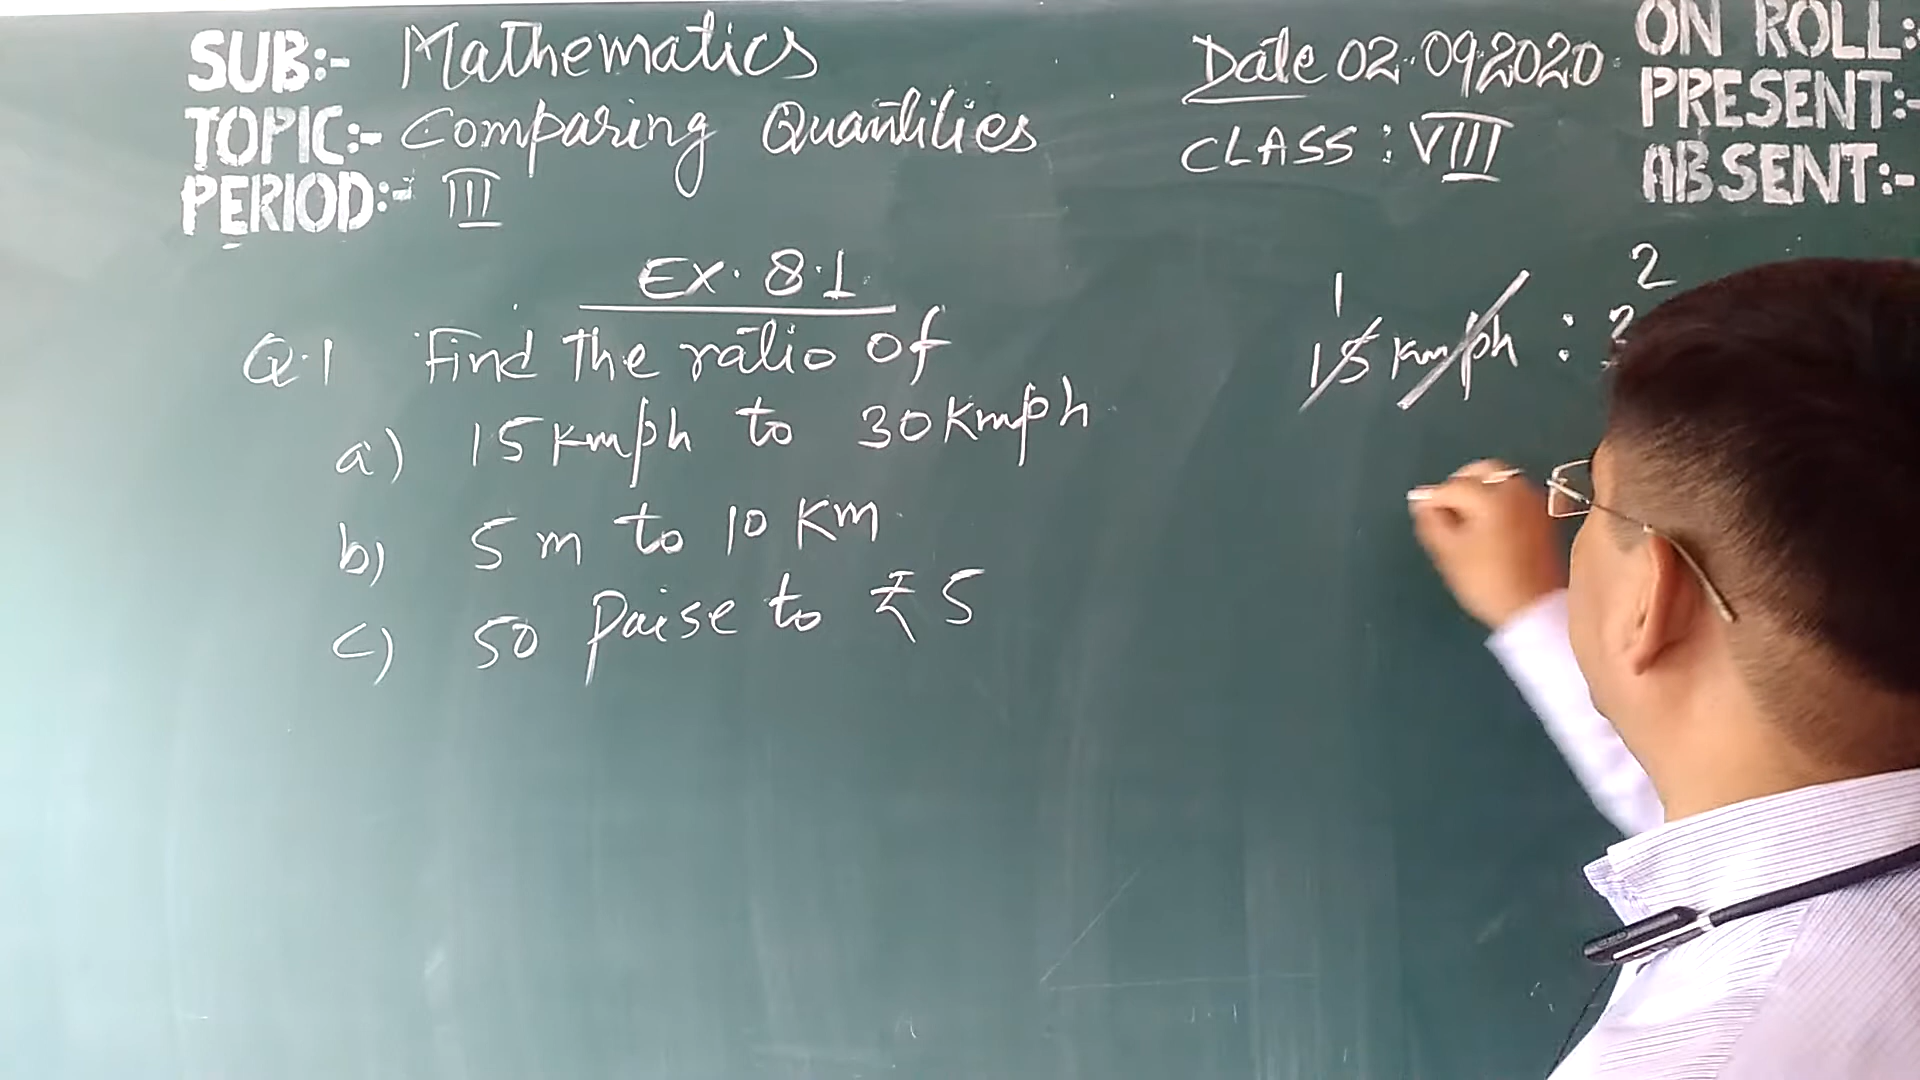 SUB:- Mathematics
TOPIC:- Comparing Quantities
PERIOD:- III
Date 02.09.2020
CLASS : VIII
ON ROLL:-
PRESENT:-
ABSENT:-
EX. 8.1
Q.1 Find the ratio of
a) 15 Kmph to 30 Kmph
b) 5 m to 10 KM
c) 50 Paise to ₹ 5
1 2
15 Kmph :